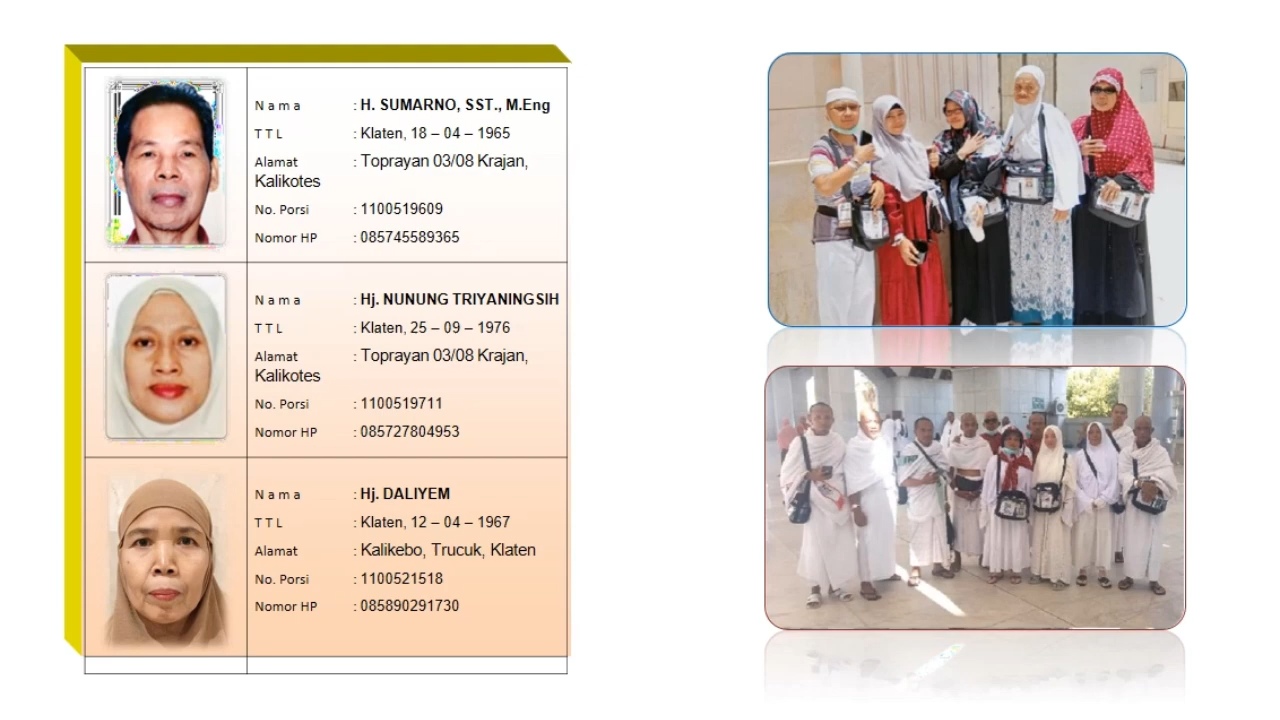 N a m a : H. SUMARNO, SST., M.Eng
T T L : Klaten, 18 – 04 – 1965
Alamat : Toprayan 03/08 Krajan,
Kalikotes
No. Porsi : 1100519609
Nomor HP : 085745589365
N a m a : Hj. NUNUNG TRIYANINGSIH
T T L : Klaten, 25 – 09 – 1976
Alamat : Toprayan 03/08 Krajan,
Kalikotes
No. Porsi : 1100519711
Nomor HP : 085727804953
N a m a : Hj. DALIYEM
T T L : Klaten, 12 – 04 – 1967
Alamat : Kalikebo, Trucuk, Klaten
No. Porsi : 1100521518
Nomor HP : 085890291730